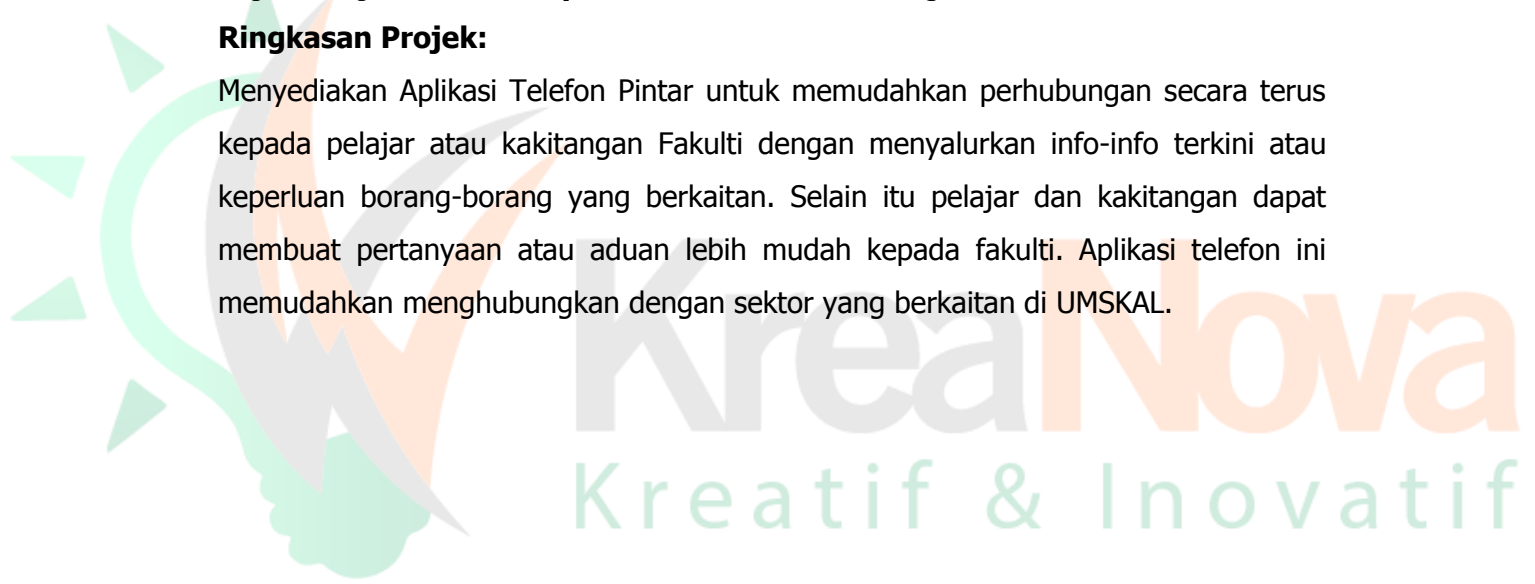 Ringkasan Projek:
Menyediakan Aplikasi Telefon Pintar untuk memudahkan perhubungan secara terus
kepada pelajar atau kakitangan Fakulti dengan menyalurkan info-info terkini atau
keperluan borang-borang yang berkaitan. Selain itu pelajar dan kakitangan dapat
membuat pertanyaan atau aduan lebih mudah kepada fakulti. Aplikasi telefon ini
memudahkan menghubungkan dengan sektor yang berkaitan di UMSKAL.
KreaNova
Kreatif & Inovatif